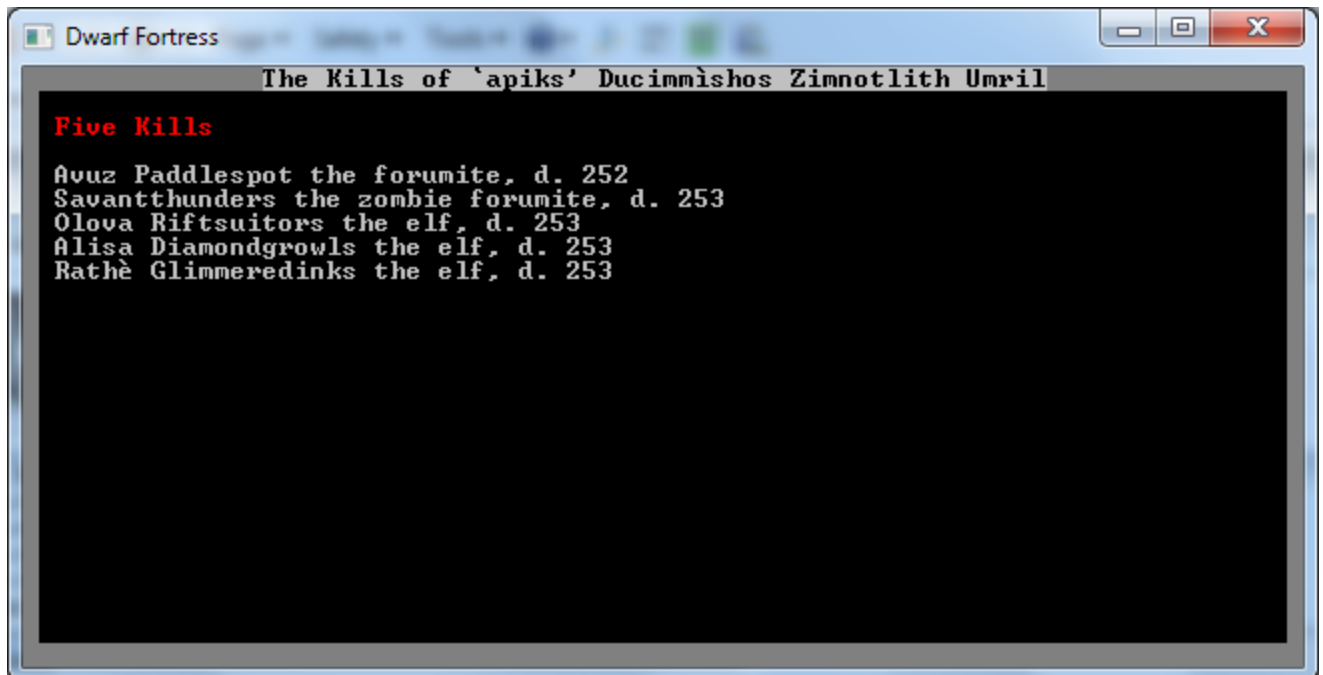 Dwarf Fortress
The Kills of `apiks' Ducimmìshos Zimnotlith Umril
Five Kills
Avuz Paddlespot the forumite, d. 252
Savantthunders the zombie forumite, d. 253
Olova Riftsuitors the elf, d. 253
Alisa Diamondgrowls the elf, d. 253
Rathè Glimmeredinks the elf, d. 253